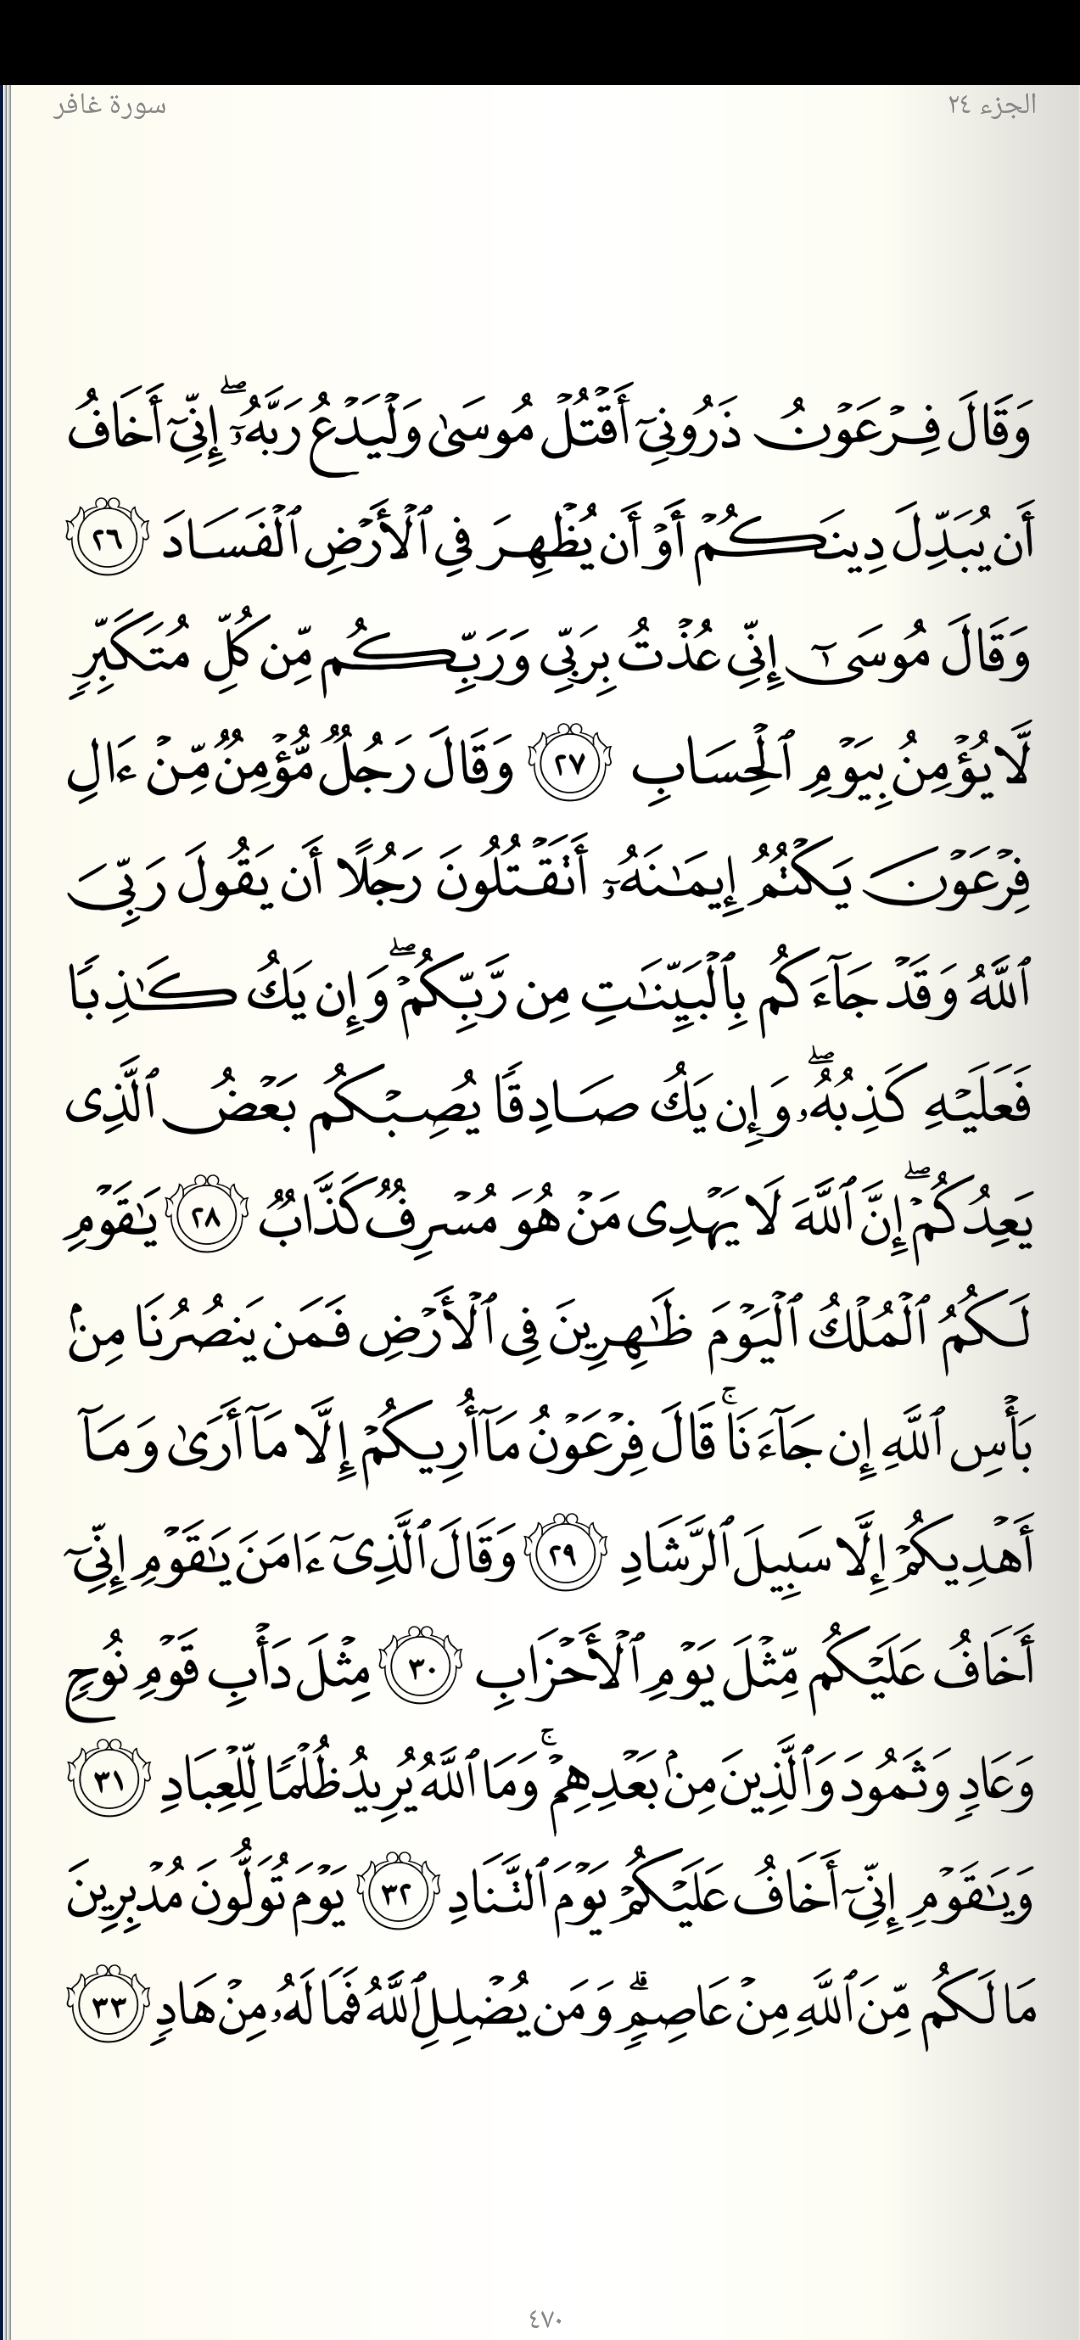 الجزء ٢٤
سورة غافر
وَقَالَ فِرۡعَوۡنُ ذَرُونِيٓ أَقۡتُلۡ مُوسَىٰ وَلۡيَدۡعُ رَبَّهُۥٓۖ إِنِّيٓ أَخَافُ
أَن يُبَدِّلَ دِينَكُمۡ أَوۡ أَن يُظۡهِرَ فِي ٱلۡأَرۡضِ ٱلۡفَسَادَ ٢٦
وَقَالَ مُوسَىٰٓ إِنِّي عُذۡتُ بِرَبِّي وَرَبِّكُم مِّن كُلِّ مُتَكَبِّرٖ
لَّا يُؤۡمِنُ بِيَوۡمِ ٱلۡحِسَابِ ٢٧ وَقَالَ رَجُلٞ مُّؤۡمِنٞ مِّنۡ ءَالِ
فِرۡعَوۡنَ يَكۡتُمُ إِيمَٰنَهُۥٓ أَتَقۡتُلُونَ رَجُلًا أَن يَقُولَ رَبِّيَ
ٱللَّهُ وَقَدۡ جَآءَكُم بِٱلۡبَيِّنَٰتِ مِن رَّبِّكُمۡۖ وَإِن يَكُ كَٰذِبٗا
فَعَلَيۡهِ كَذِبُهُۥۖ وَإِن يَكُ صَادِقٗا يُصِبۡكُم بَعۡضُ ٱلَّذِي
يَعِدُكُمۡۖ إِنَّ ٱللَّهَ لَا يَهۡدِي مَنۡ هُوَ مُسۡرِفٞ كَذَّابٞ ٢٨ يَٰقَوۡمِ
لَكُمُ ٱلۡمُلۡكُ ٱلۡيَوۡمَ ظَٰهِرِينَ فِي ٱلۡأَرۡضِ فَمَن يَنصُرُنَا مِنۢ
بَأۡسِ ٱللَّهِ إِن جَآءَنَاۚ قَالَ فِرۡعَوۡنُ مَآ أُرِيكُمۡ إِلَّا مَآ أَرَىٰ وَمَآ
أَهۡدِيكُمۡ إِلَّا سَبِيلَ ٱلرَّشَادِ ٢٩ وَقَالَ ٱلَّذِيٓ ءَامَنَ يَٰقَوۡمِ إِنِّيٓ
أَخَافُ عَلَيۡكُم مِّثۡلَ يَوۡمِ ٱلۡأَحۡزَابِ ٣٠ مِثۡلَ دَأۡبِ قَوۡمِ نُوحٖ
وَعَادٖ وَثَمُودَ وَٱلَّذِينَ مِنۢ بَعۡدِهِمۡۚ وَمَا ٱللَّهُ يُرِيدُ ظُلۡمٗا لِّلۡعِبَادِ ٣١
وَيَٰقَوۡمِ إِنِّيٓ أَخَافُ عَلَيۡكُمۡ يَوۡمَ ٱلتَّنَادِ ٣٢ يَوۡمَ تُوَلُّونَ مُدۡبِرِينَ
مَا لَكُم مِّنَ ٱللَّهِ مِنۡ عَاصِمٖۗ وَمَن يُضۡلِلِ ٱللَّهُ فَمَا لَهُۥ مِنۡ هَادٖ ٣٣
٤٧٠